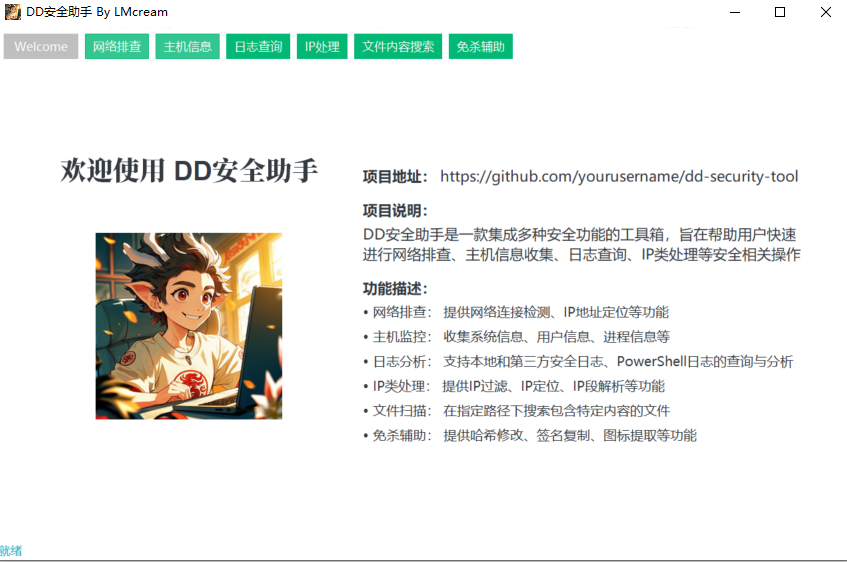 DD安全助手 By LMcream
Welcome 网络排查 主机信息 日志查询 IP处理 文件内容搜索 免杀辅助
欢迎使用 DD安全助手
项目地址： https://github.com/yourusername/dd-security-tool
项目说明：
DD安全助手是一款集成多种安全功能的工具箱，旨在帮助用户快速
进行网络排查、主机信息收集、日志查询、IP类处理等安全相关操作
功能描述：
• 网络排查： 提供网络连接检测、IP地址定位等功能
• 主机监控： 收集系统信息、用户信息、进程信息等
• 日志分析： 支持本地和第三方安全日志、PowerShell日志的查询与分析
• IP类处理： 提供IP过滤、IP定位、IP段解析等功能
• 文件扫描： 在指定路径下搜索包含特定内容的文件
• 免杀辅助： 提供哈希修改、签名复制、图标提取等功能
就绪